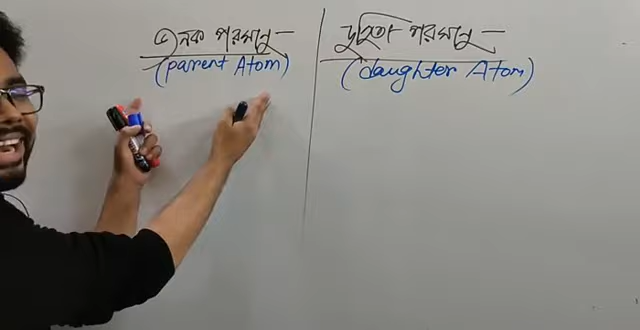 জনক পরমাণু —
(parent Atom)
দুহিতা পরমাণু —
(daughter Atom)